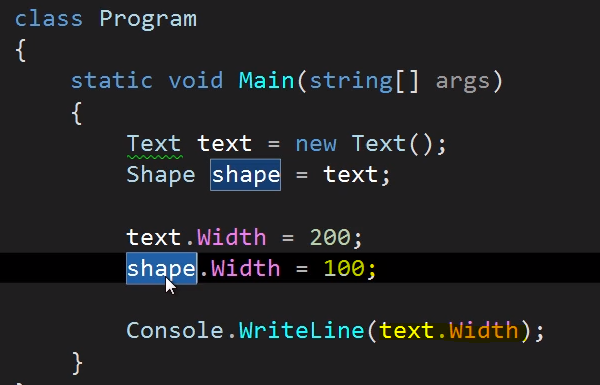 class Program
{
static void Main(string[] args)
{
Text text = new Text();
Shape shape = text;
text.Width = 200;
shape.Width = 100;
Console.WriteLine(text.Width);
}